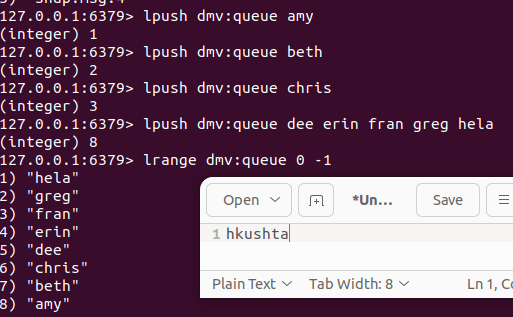 127.0.0.1:6379> lpush dmv:queue amy
(integer) 1
127.0.0.1:6379> lpush dmv:queue beth
(integer) 2
127.0.0.1:6379> lpush dmv:queue chris
(integer) 3
127.0.0.1:6379> lpush dmv:queue dee erin fran greg hela
(integer) 8
127.0.0.1:6379> lrange dmv:queue 0 -1
1) "hela"
2) "greg"
3) "fran"
4) "erin"
5) "dee"
6) "chris"
7) "beth"
8) "amy"
Open *Un... Save
1 hkushta
Plain Text Tab Width: 8 Ln 1, Co